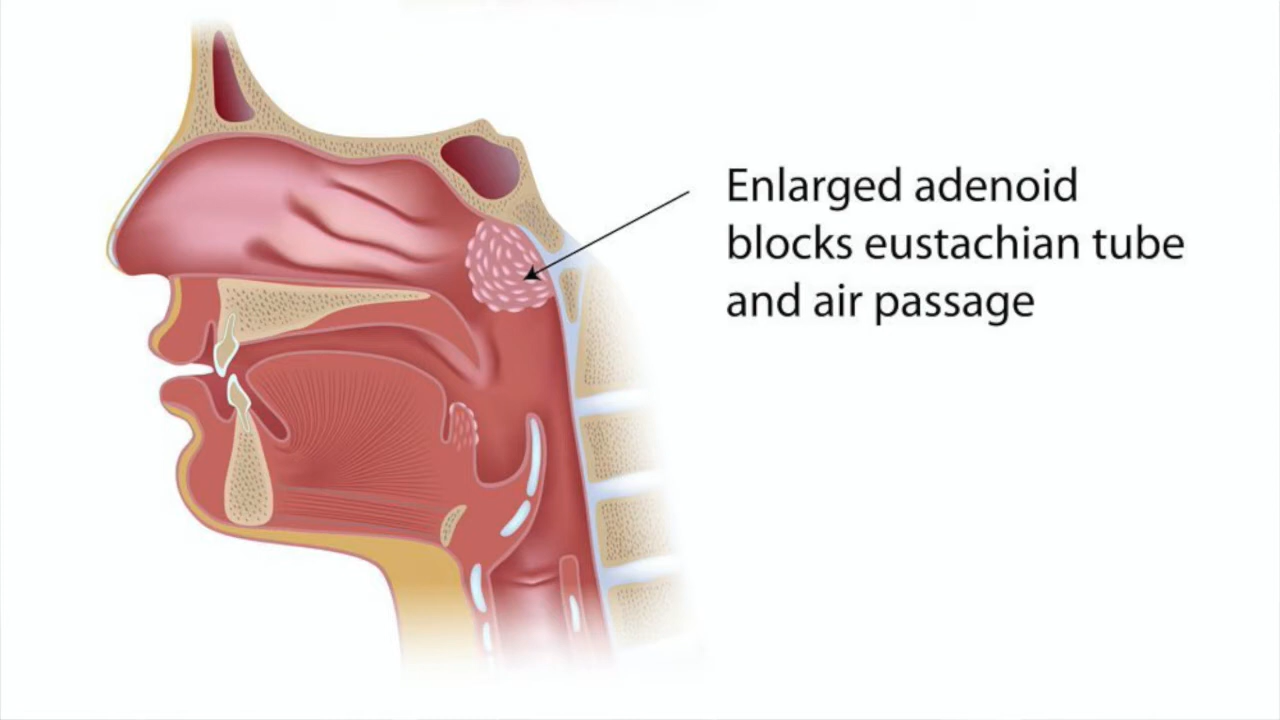 Enlarged adenoid
blocks eustachian tube
and air passage